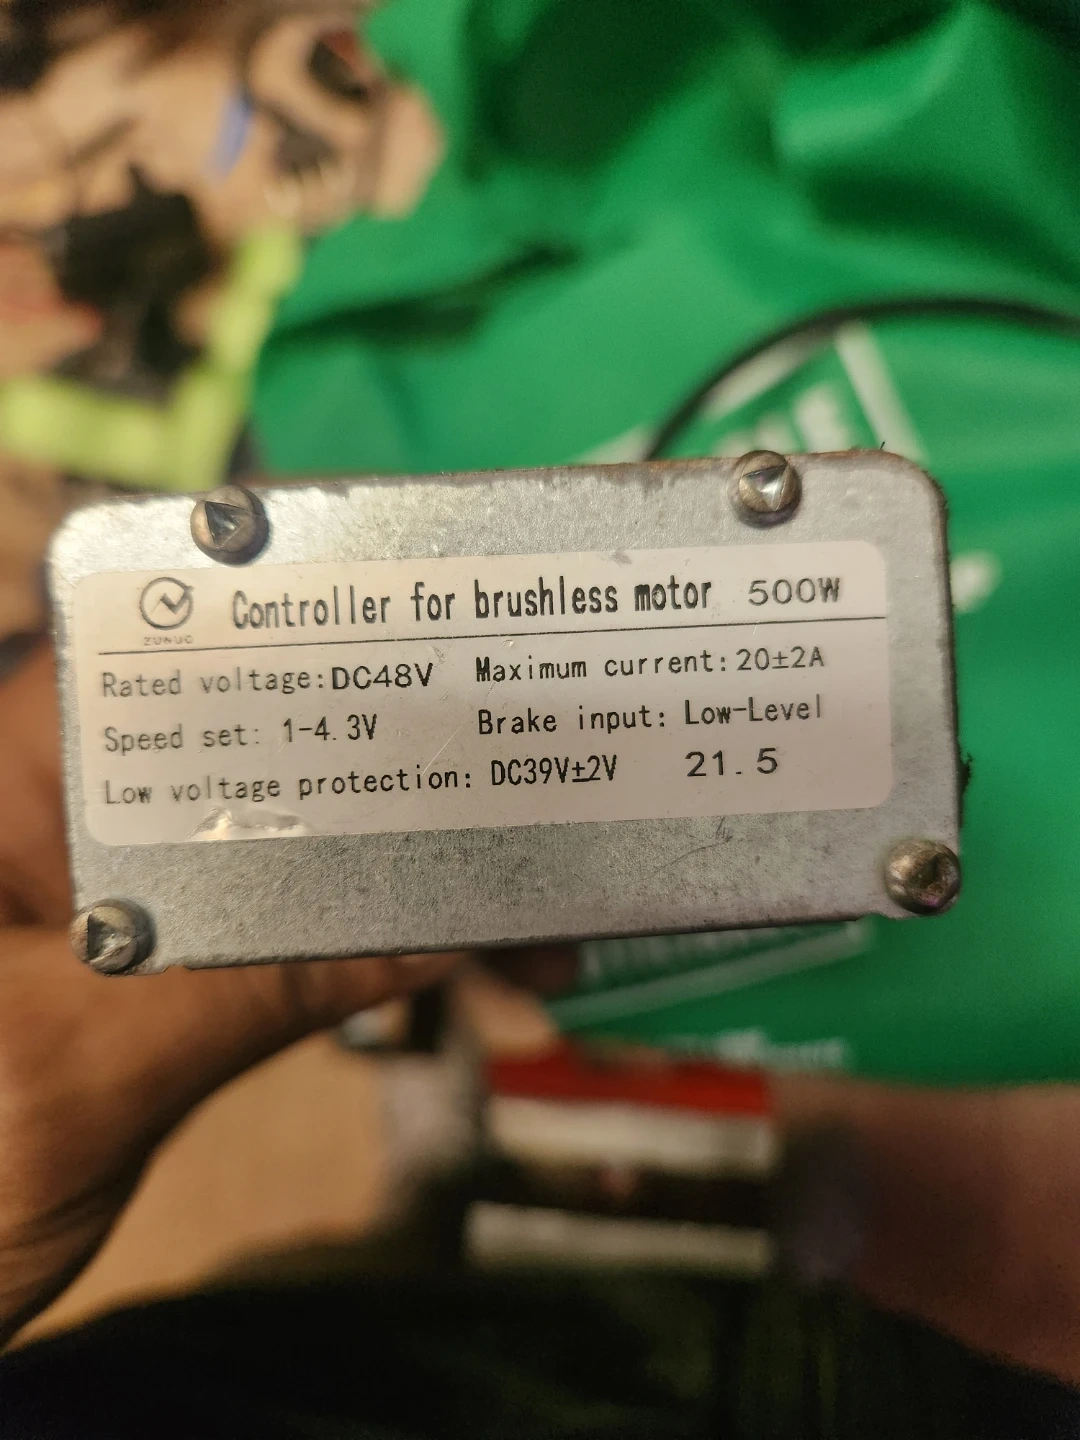 ZUNUO
Controller for brushless motor 500W
Rated voltage:DC48V Maximum current:20±2A
Speed set: 1-4.3V Brake input: Low-Level
Low voltage protection: DC39V±2V 21.5